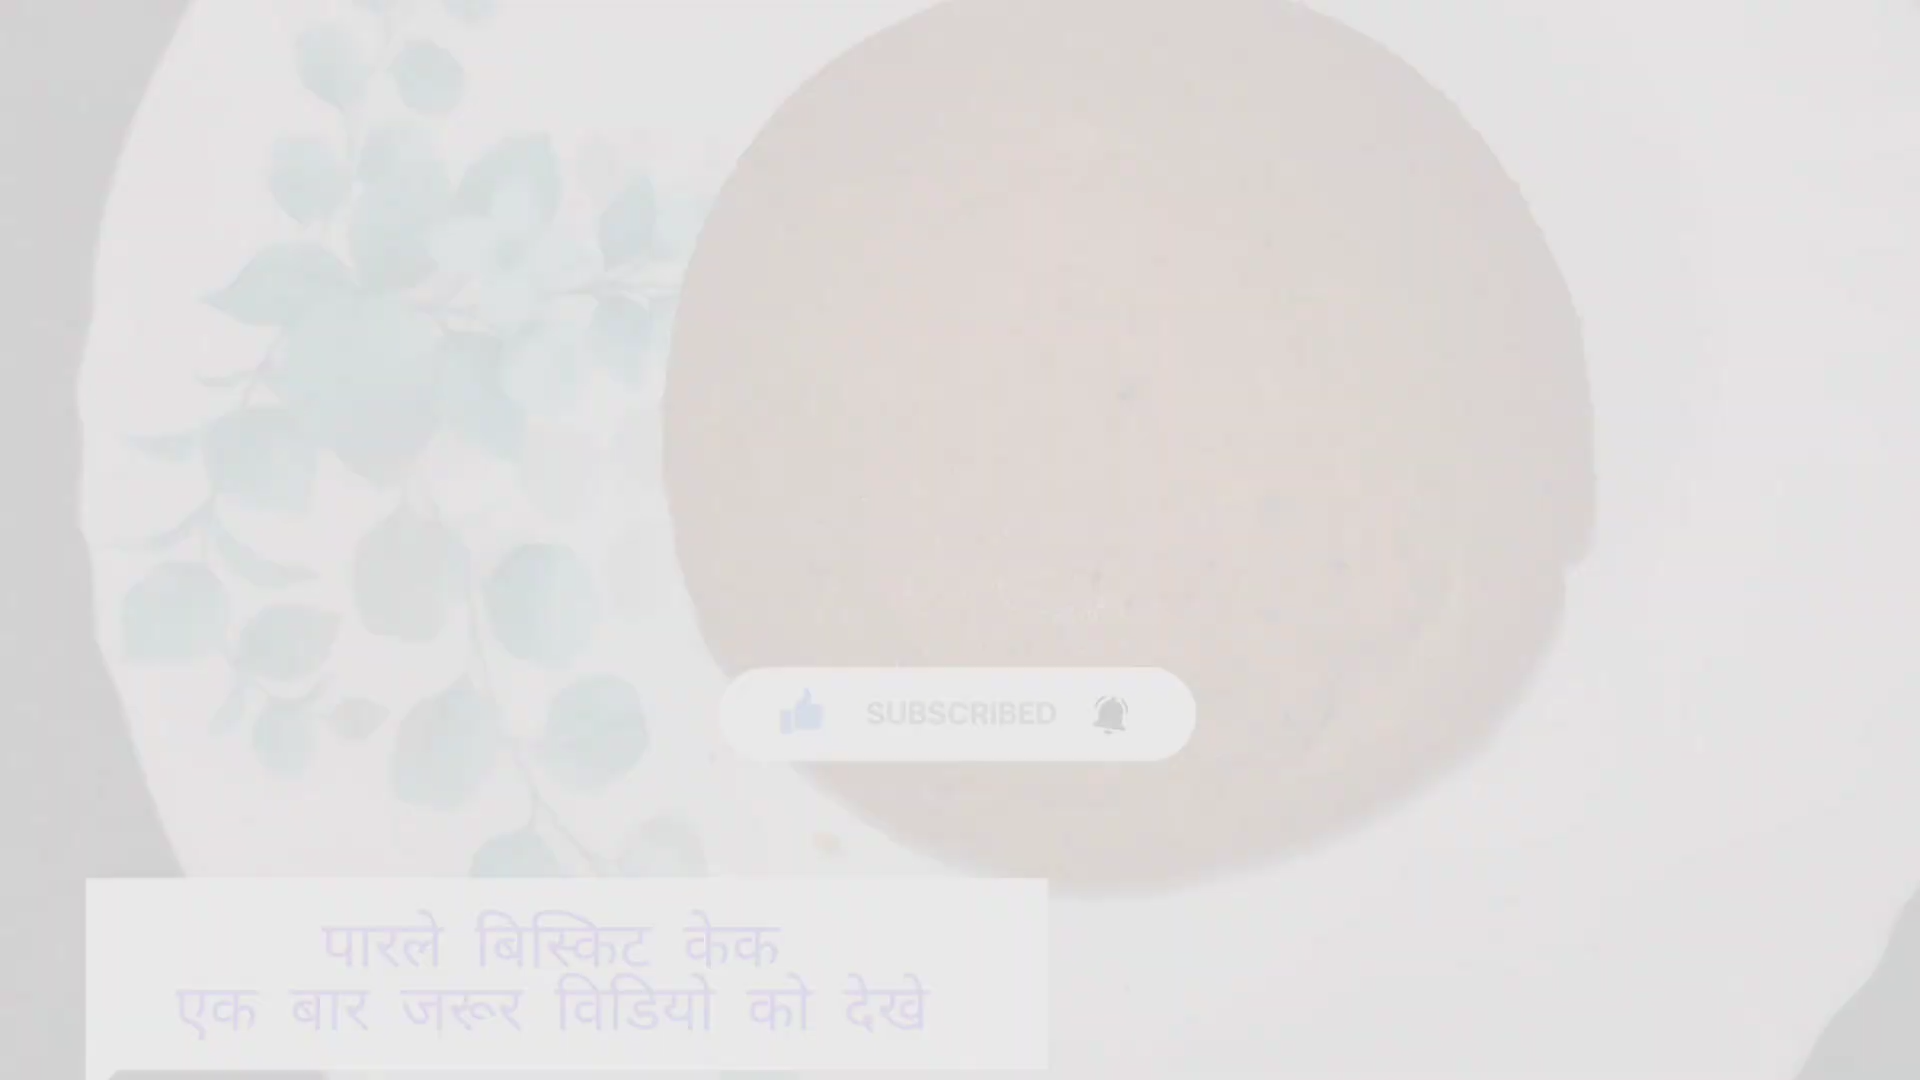 SUBSCRIBED
पारले बिस्किट केक
एक बार जरूर विडियो को देखे